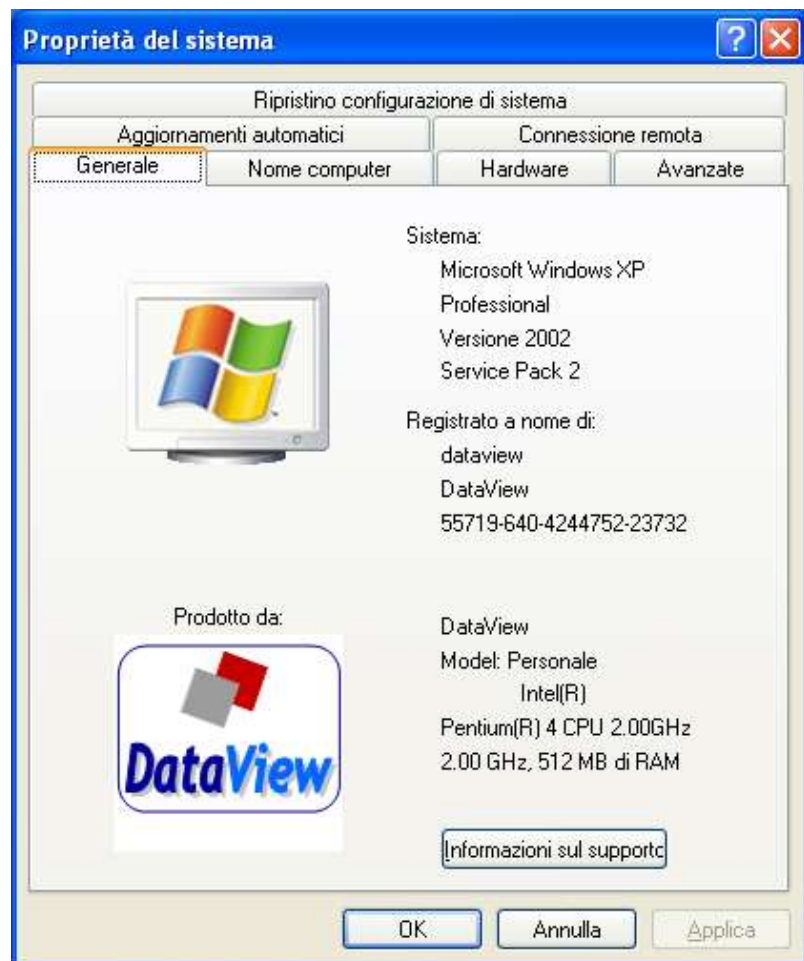 Proprietà del sistema
Ripristino configurazione di sistema
Aggiornamenti automatici
Connessione remota
Generale
Nome computer
Hardware
Avanzate
Sistema:
Microsoft Windows XP
Professional
Versione 2002
Service Pack 2
Registrato a nome di:
dataview
DataView
55719-640-4244752-23732
Prodotto da:
DataView
DataView
Model: Personale
Intel(R)
Pentium(R) 4 CPU 2.00GHz
2.00 GHz, 512 MB di RAM
Informazioni sul supporto
OK
Annulla
Applica